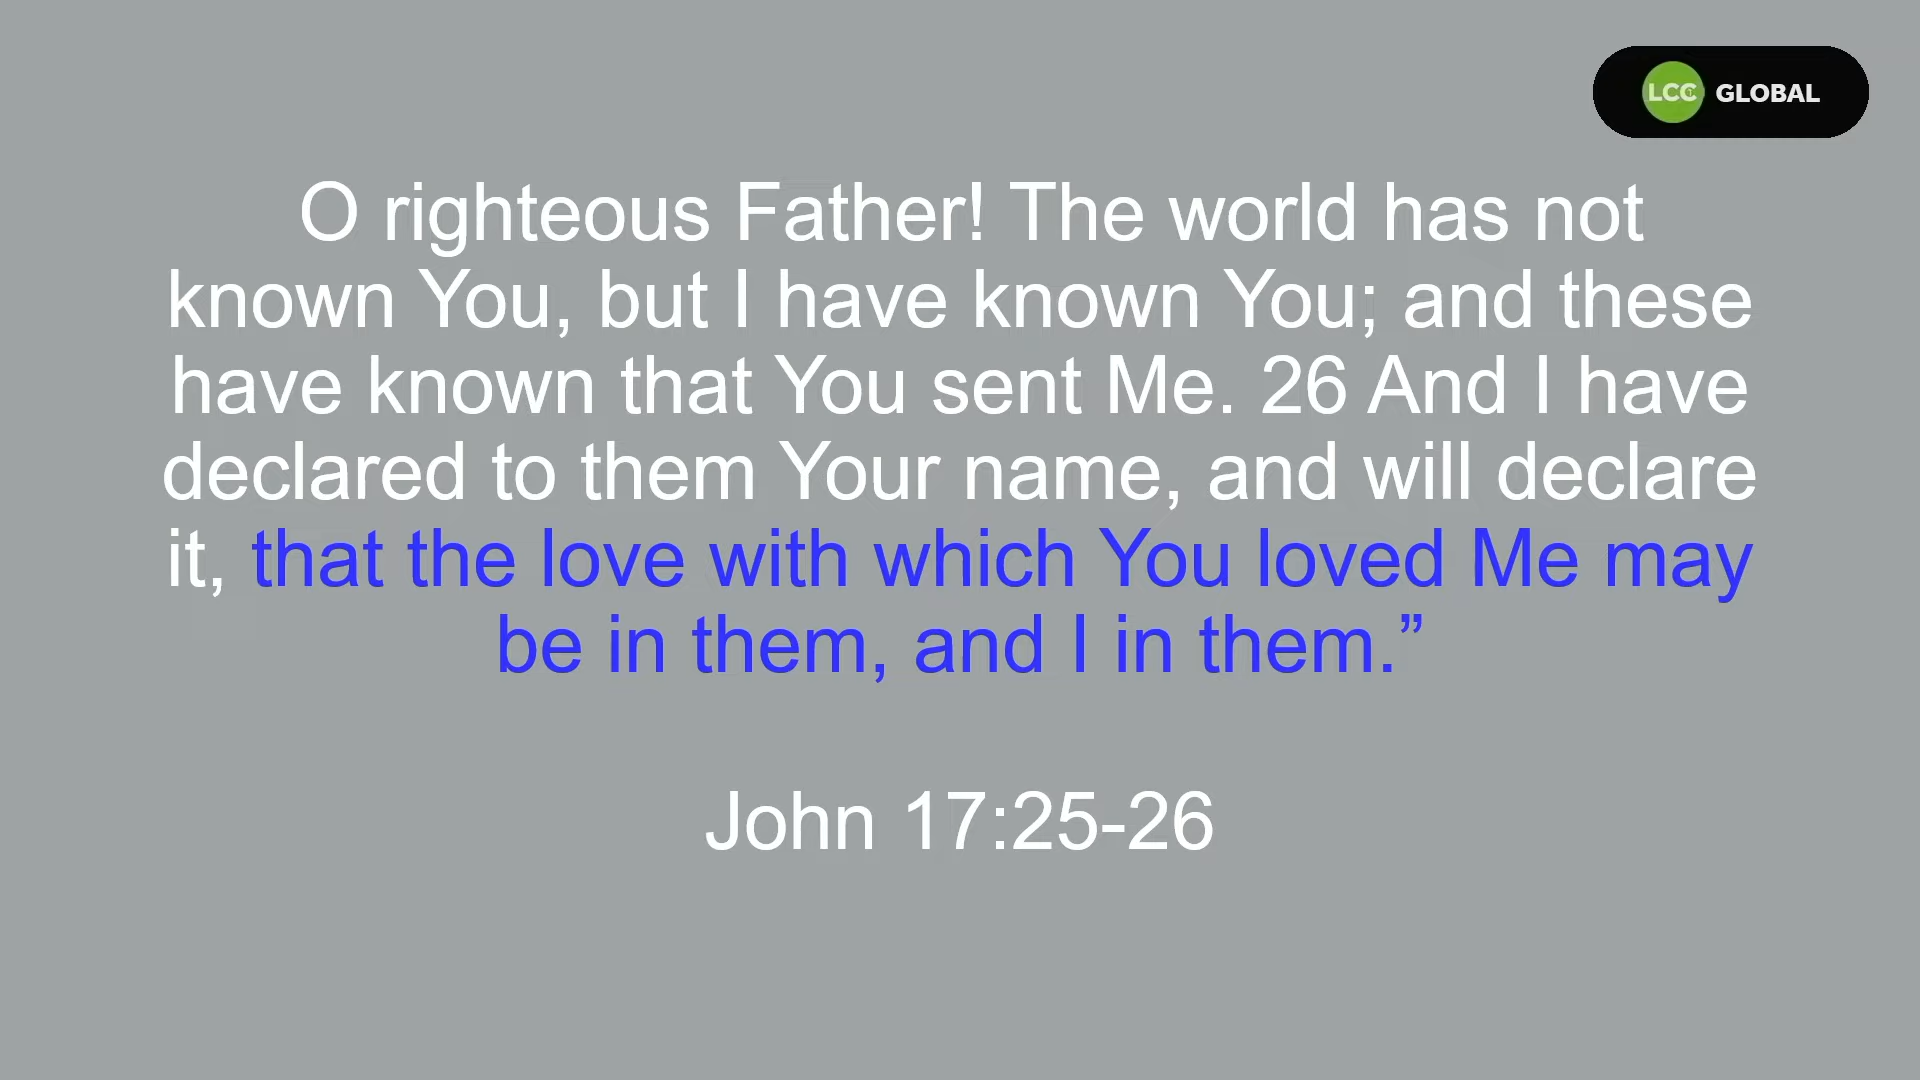 LCC GLOBAL
O righteous Father! The world has not
known You, but I have known You; and these
have known that You sent Me. 26 And I have
declared to them Your name, and will declare
it, that the love with which You loved Me may
be in them, and I in them.”
John 17:25-26